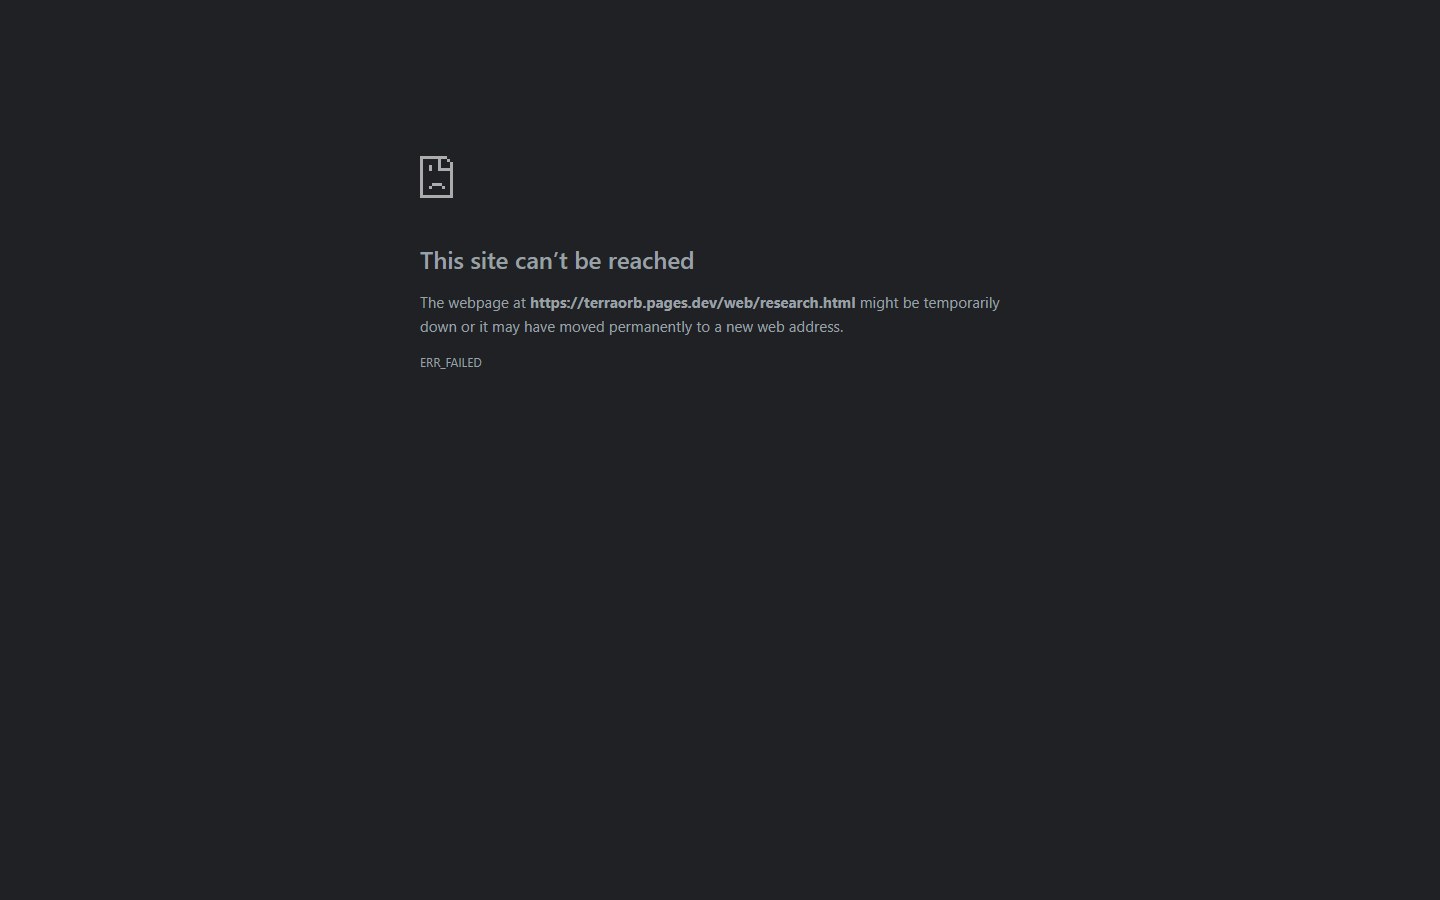 This site can’t be reached
The webpage at https://terraorb.pages.dev/web/research.html might be temporarily
down or it may have moved permanently to a new web address.
ERR_FAILED